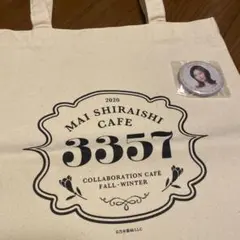 2020
MAI SHIRAISHI
CAFE
3357
COLLABORATION CAFE
FALL-WINTER